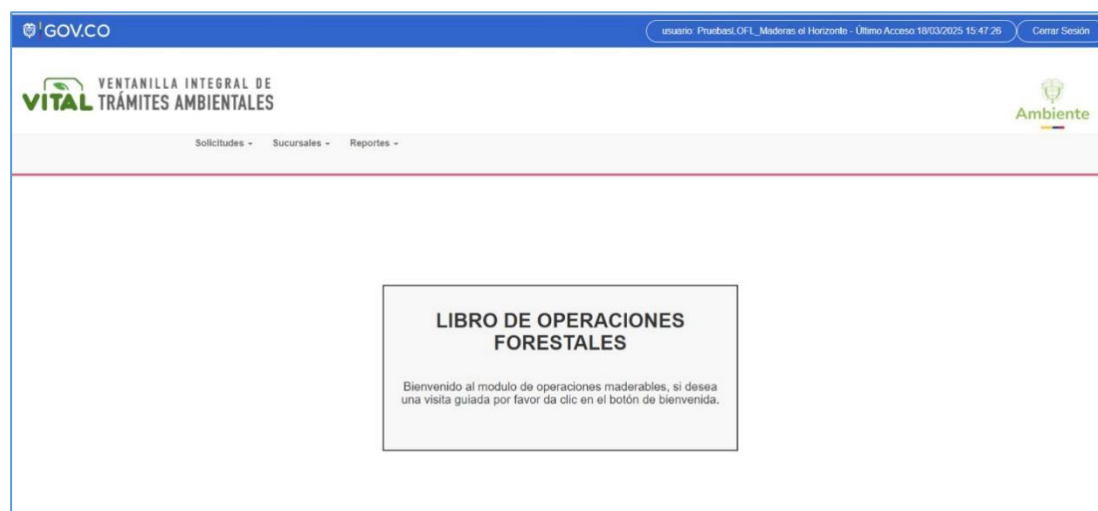 GOV.CO
usuario: PruebasLOFL_Maderas el Horizonte - Último Acceso 18/03/2025 15:47:26
Cerrar Sesión
VENTANILLA INTEGRAL DE
VITAL TRÁMITES AMBIENTALES
Ambiente
Solicitudes
Sucursales
Reportes
LIBRO DE OPERACIONES
FORESTALES
Bienvenido al modulo de operaciones maderables, si desea
una visita guiada por favor da clic en el botón de bienvenida.